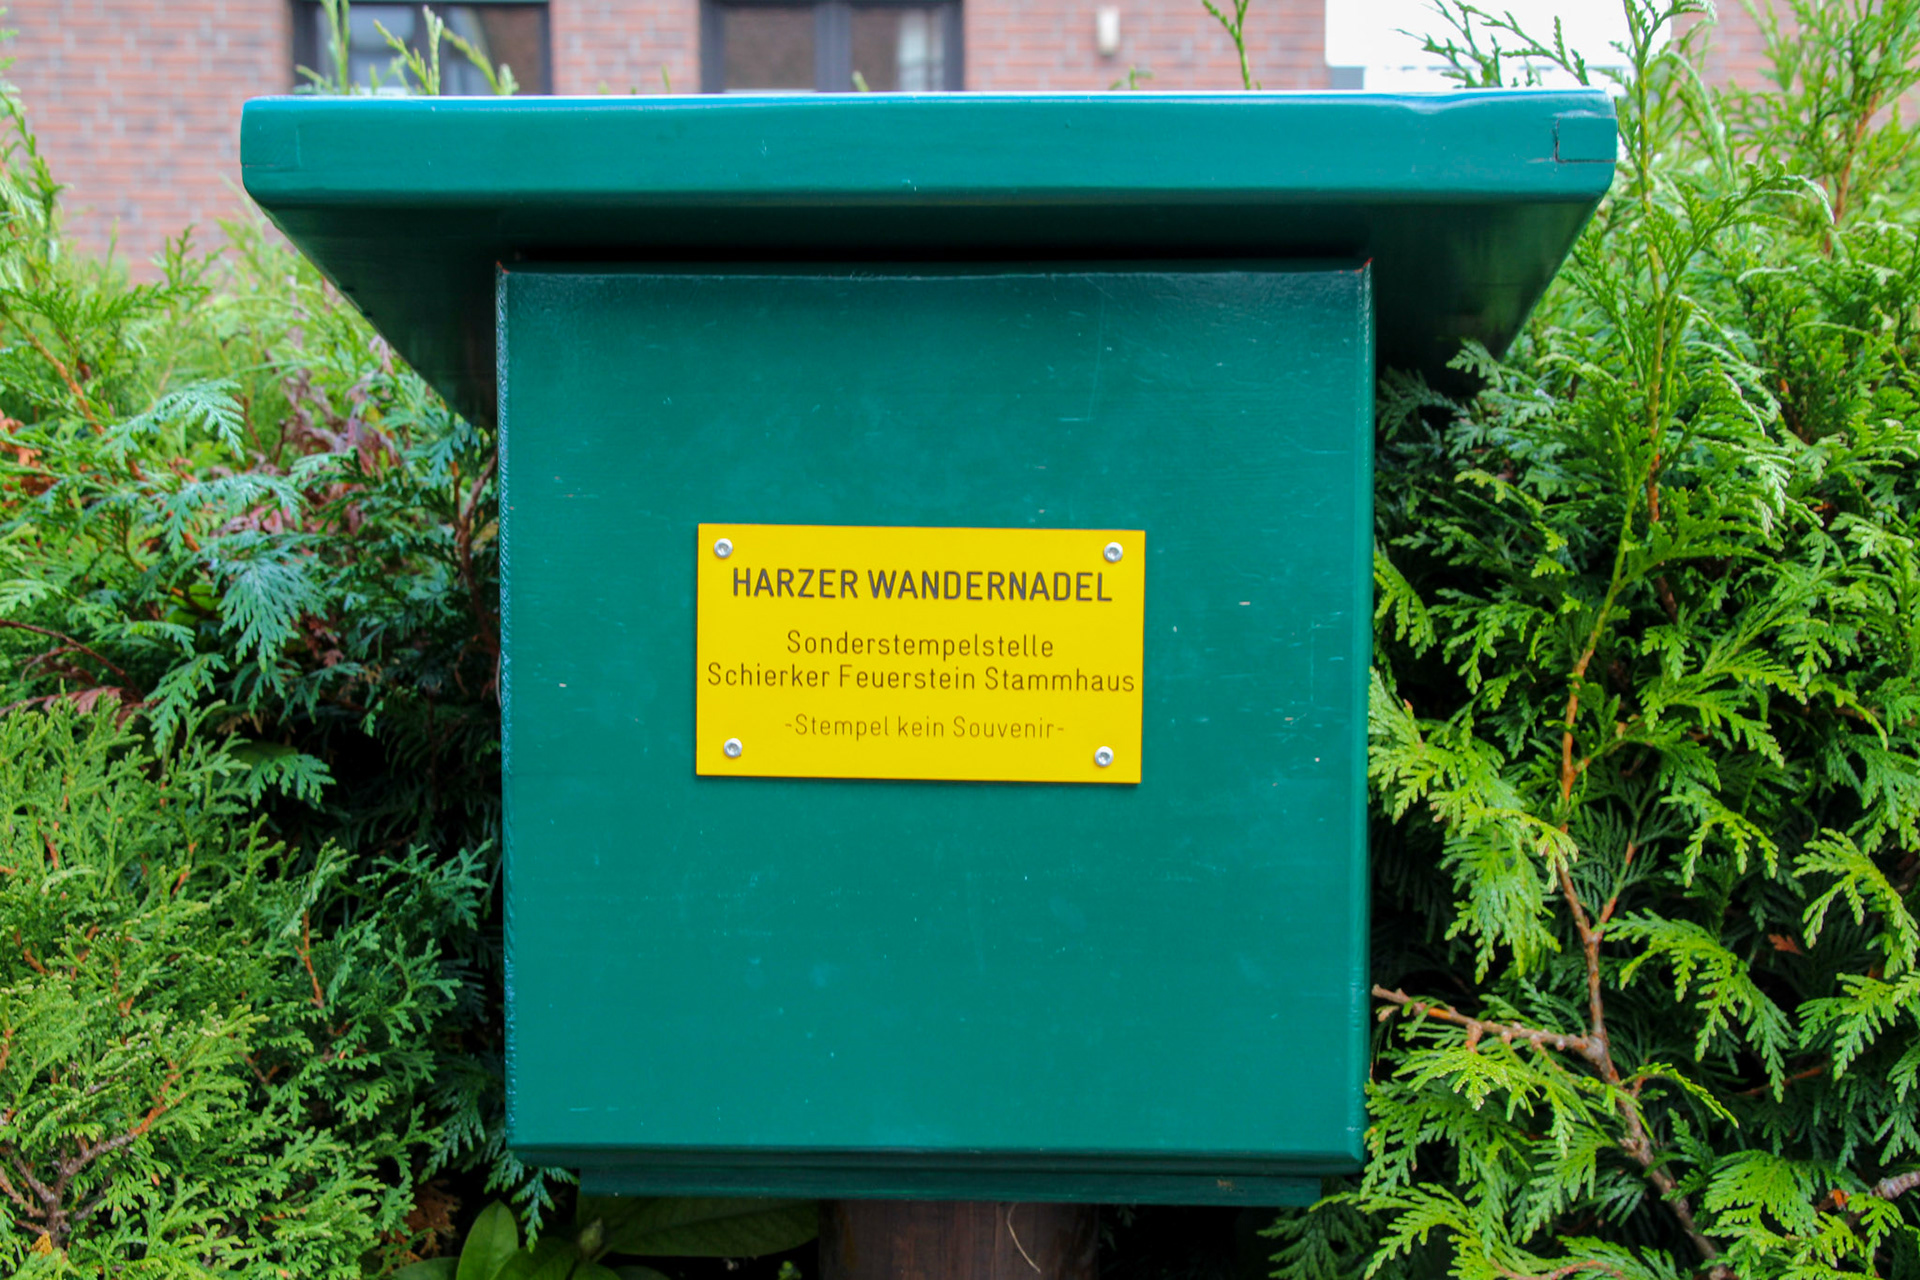 HARZER WANDERNADEL
Sonderstempelstelle
Schierker Feuerstein Stammhaus
-Stempel kein Souvenir-